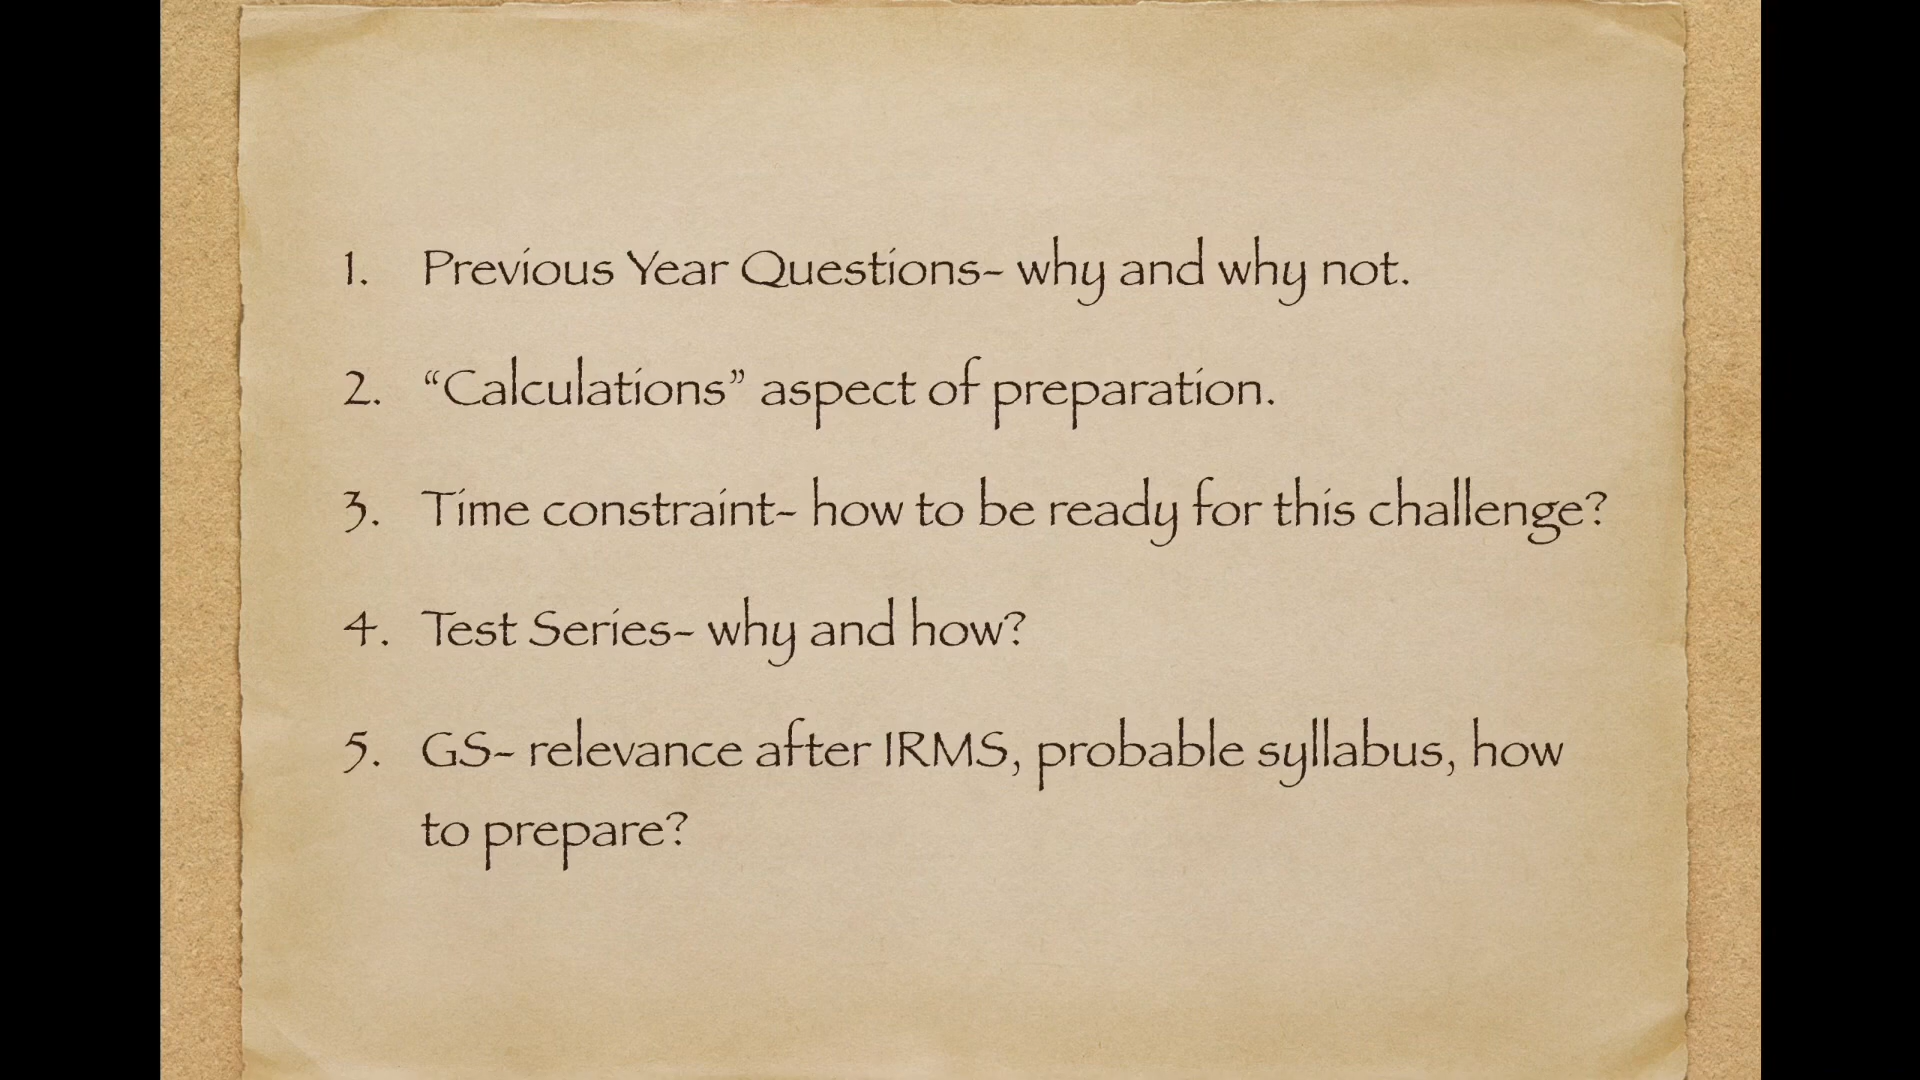 1. Previous Year Questions- why and why not.
2. “Calculations” aspect of preparation.
3. Time constraint- how to be ready for this challenge?
4. Test Series- why and how?
5. GS- relevance after IRMS, probable syllabus, how
to prepare?